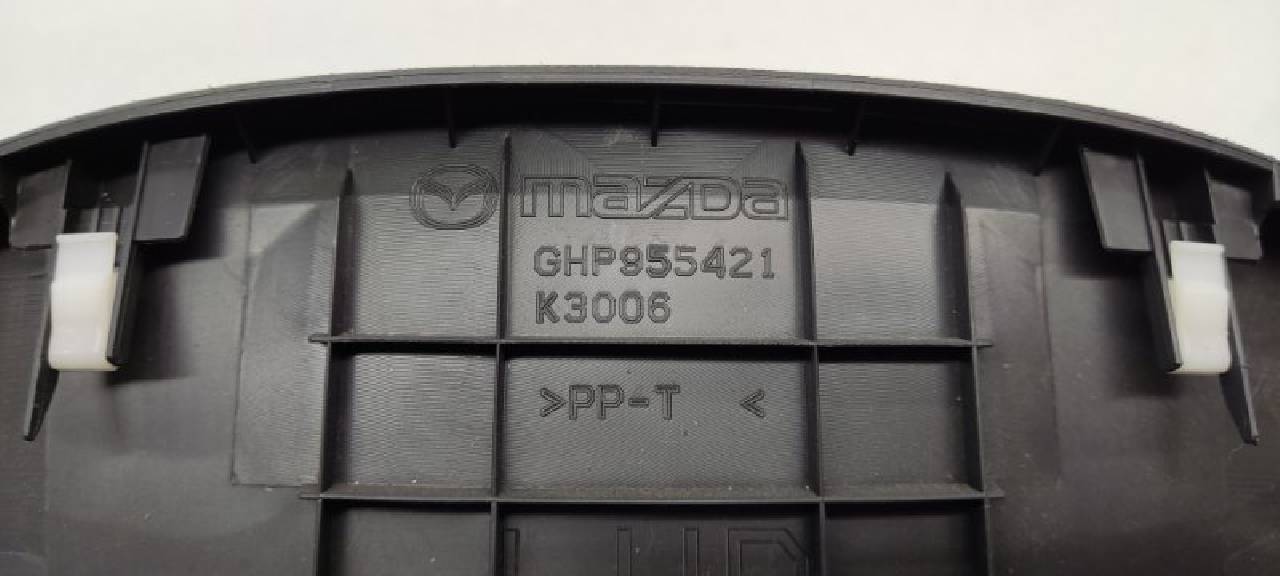 mazda
GHP955421
K3006
>PP-T <